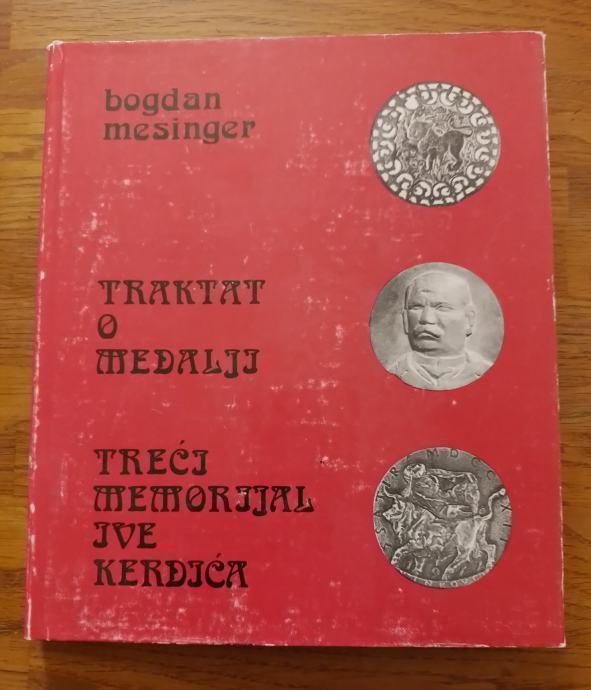 bogdan
mesinger
TRAKTAT
O
MEDALJI
TREĆI
MEMORIJAL
IVE
KERDIĆA